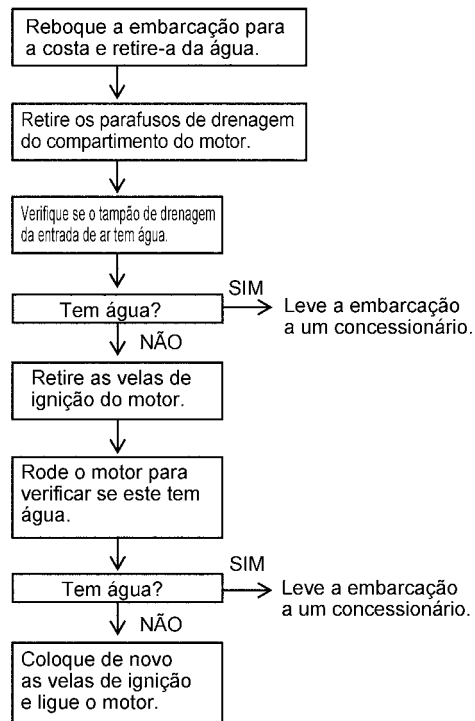 Reboque a embarcação para
a costa e retire-a da água.
Retire os parafusos de drenagem
do compartimento do motor.
Verifique se o tampão de drenagem
da entrada de ar tem água.
Tem água?
SIM
Leve a embarcação
a um concessionário.
NÃO
Retire as velas de
ignição do motor.
Rode o motor para
verificar se este tem
água.
Tem água?
SIM
Leve a embarcação
a um concessionário.
NÃO
Coloque de novo
as velas de ignição
e ligue o motor.